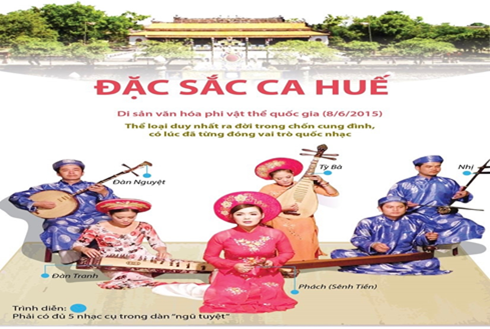 ĐẶC SẮC CA HUẾ
Di sản văn hóa phi vật thể quốc gia (8/6/2015)
Thể loại duy nhất ra đời trong chốn cung đình,
có lúc đã từng đóng vai trò quốc nhạc
Đàn Nguyệt
Tỳ Bà
Nhị
Đàn Tranh
Phách (Sênh Tiền)
Trình diễn:
Phải có đủ 5 nhạc cụ trong dàn "ngũ tuyệt"